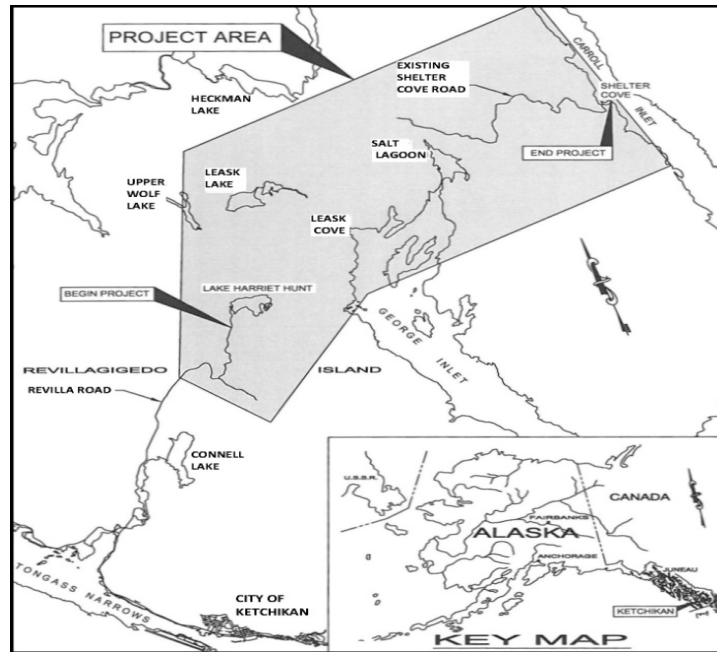 PROJECT AREA
HECKMAN
LAKE
EXISTING
SHELTER
COVE ROAD
CARROLL
INLET
SHELTER
COVE
END PROJECT
SALT
LAGOON
UPPER
WOLF
LAKE
LEASK
LAKE
LEASK
COVE
BEGIN PROJECT
LAKE HARRIET HUNT
GEORGE
INLET
REVILLAGIGEDO
ISLAND
REVILLA ROAD
CONNELL
LAKE
TONGASS NARROWS
CITY OF
KETCHIKAN
U.S.S.R.
CANADA
FAIRBANKS
ALASKA
ANCHORAGE
JUNEAU
KETCHIKAN
KEY MAP